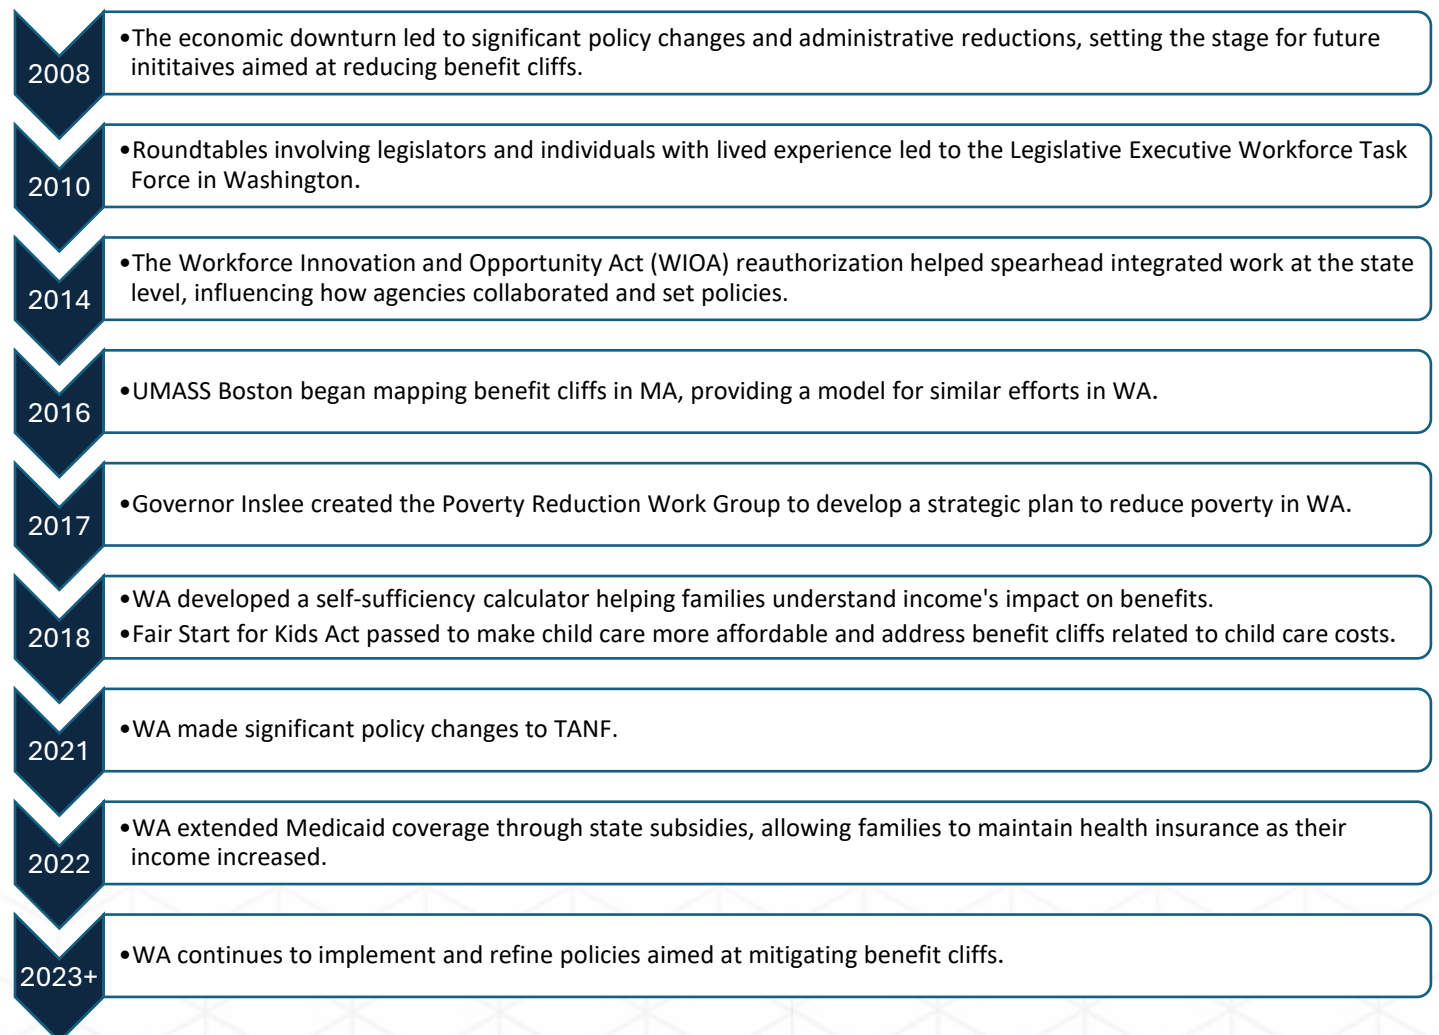 2008
•The economic downturn led to significant policy changes and administrative reductions, setting the stage for future
inititaives aimed at reducing benefit cliffs.
2010
•Roundtables involving legislators and individuals with lived experience led to the Legislative Executive Workforce Task
Force in Washington.
2014
•The Workforce Innovation and Opportunity Act (WIOA) reauthorization helped spearhead integrated work at the state
level, influencing how agencies collaborated and set policies.
2016
•UMASS Boston began mapping benefit cliffs in MA, providing a model for similar efforts in WA.
2017
•Governor Inslee created the Poverty Reduction Work Group to develop a strategic plan to reduce poverty in WA.
2018
•WA developed a self-sufficiency calculator helping families understand income's impact on benefits.
•Fair Start for Kids Act passed to make child care more affordable and address benefit cliffs related to child care costs.
2021
•WA made significant policy changes to TANF.
2022
•WA extended Medicaid coverage through state subsidies, allowing families to maintain health insurance as their
income increased.
2023+
•WA continues to implement and refine policies aimed at mitigating benefit cliffs.